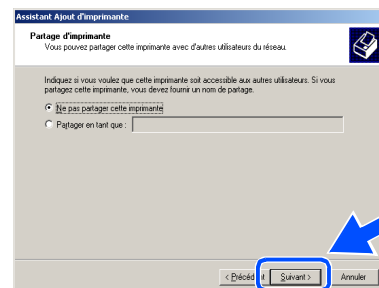 Assistant Ajout d'imprimante
Partage d'imprimante
Vous pouvez partager cette imprimante avec d'autres utilisateurs du réseau.
Indiquez si vous voulez que cette imprimante soit accessible aux autres utilisateurs. Si vous
partagez cette imprimante, vous devez fournir un nom de partage.
Ne pas partager cette imprimante
Partager en tant que :
< Précédent Suivant > Annuler